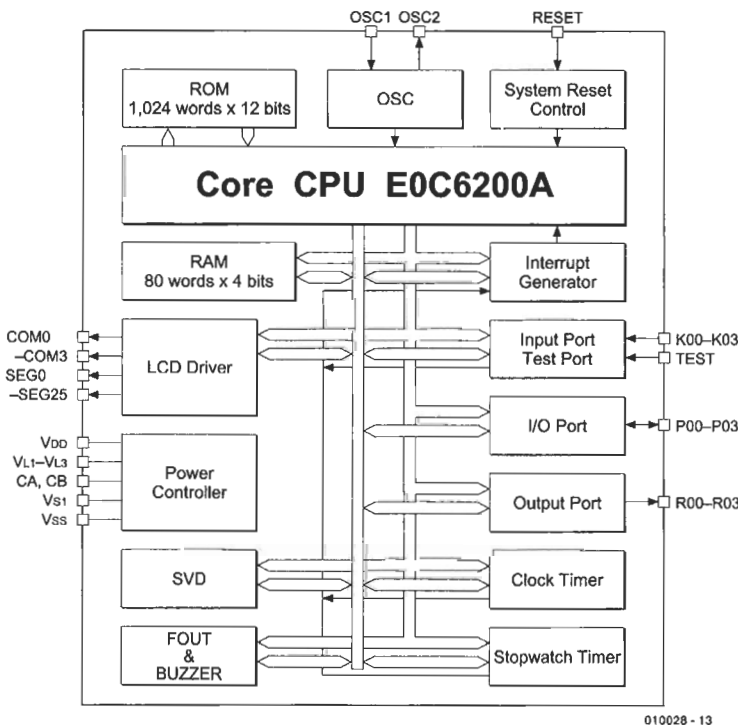 OSC1 OSC2
RESET
ROM
1,024 words x 12 bits
OSC
System Reset
Control
Core CPU E0C6200A
RAM
80 words x 4 bits
Interrupt
Generator
COM0
–COM3
SEG0
–SEG25
LCD Driver
Input Port
Test Port
K00–K03
TEST
I/O Port
P00–P03
VDD
VL1–VL3
CA, CB
VS1
VSS
Power
Controller
Output Port
R00–R03
SVD
Clock Timer
FOUT
&
BUZZER
Stopwatch Timer
010028 - 13